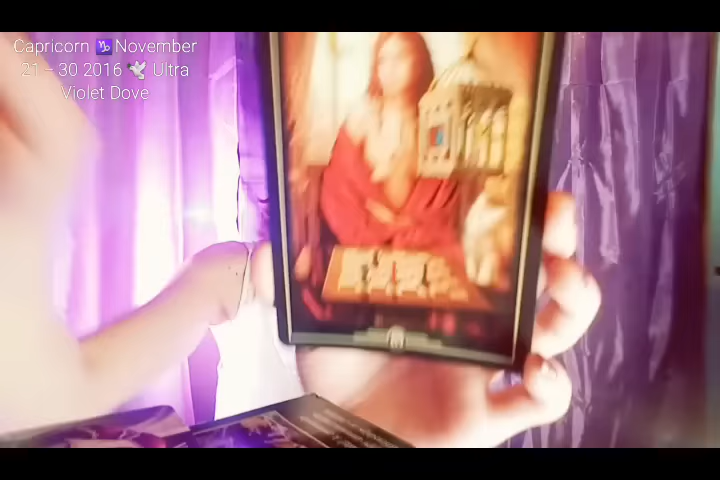 Capricorn ♑ November
21 – 30 2016 🕊 Ultra
Violet Dove